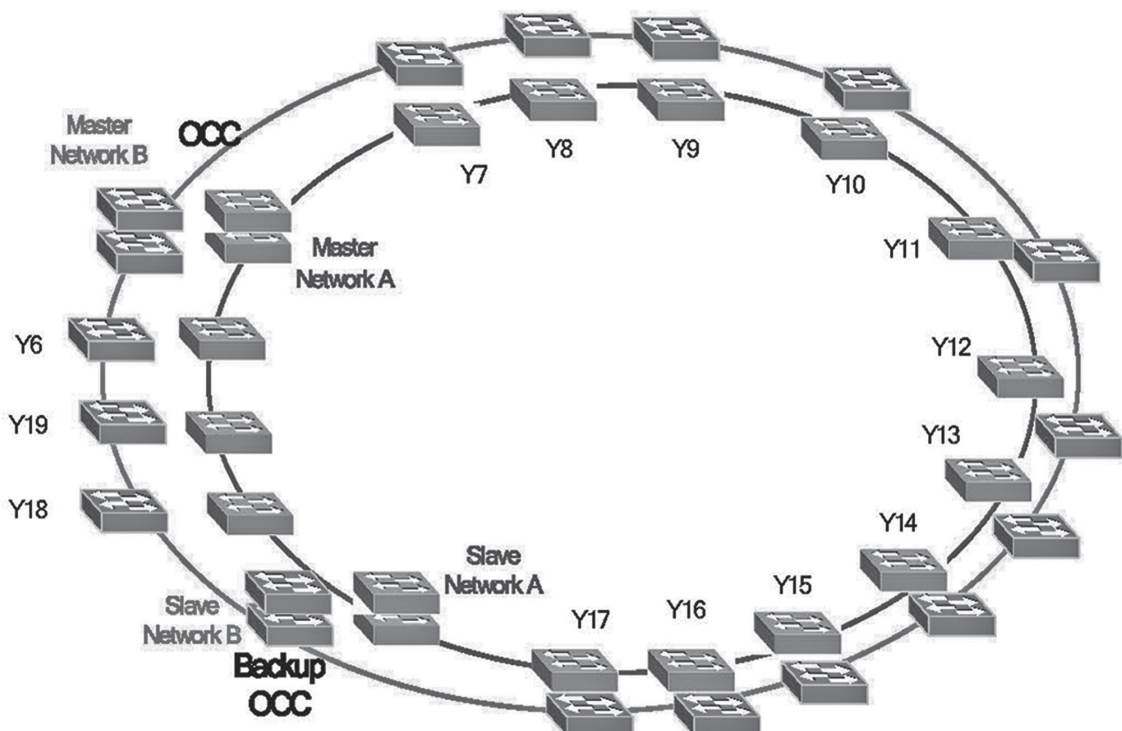 Master
Network B
OCC
Y7
Y8
Y9
Y10
Master
Network A
Y11
Y6
Y12
Y19
Y13
Y18
Y14
Slave
Network A
Slave
Network B
Y17
Y16
Y15
Backup
OCC